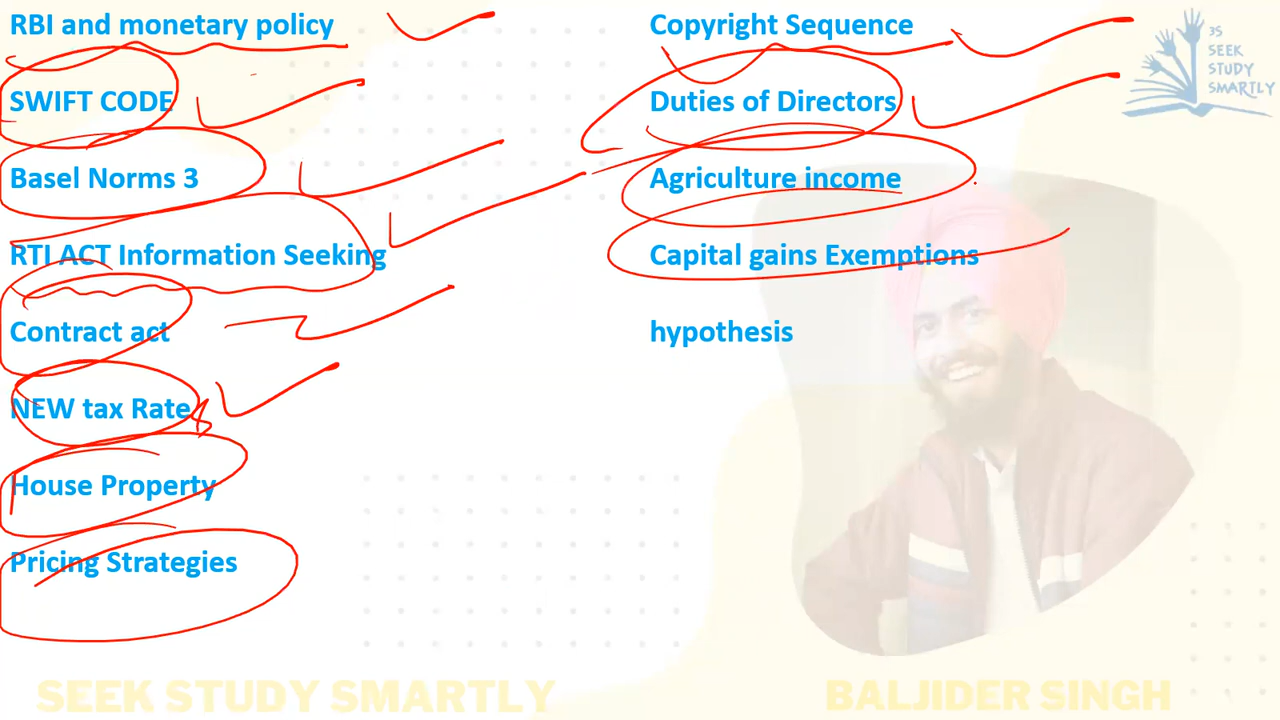 RBI and monetary policy
SWIFT CODE
Basel Norms 3
RTI ACT Information Seeking
Contract act
NEW tax Rate
House Property
Pricing Strategies
Copyright Sequence
Duties of Directors
Agriculture income
Capital gains Exemptions
hypothesis
3S
SEEK
STUDY
SMARTLY
SEEK STUDY SMARTLY
BALJIDER SINGH